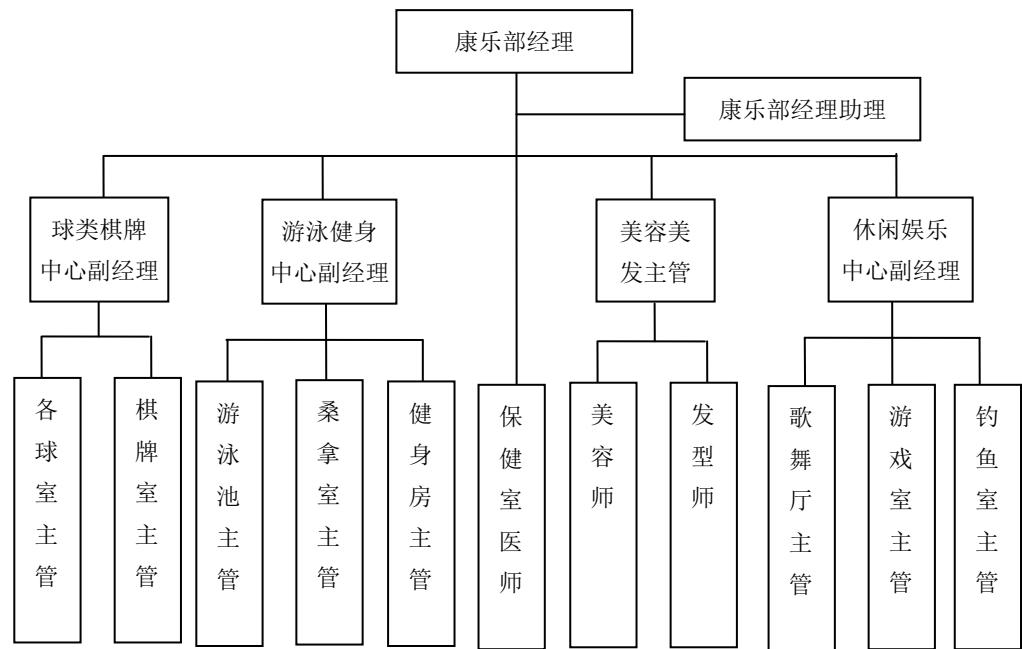 康乐部经理
康乐部经理助理
球类棋牌
中心副经理
游泳健身
中心副经理
美容美
发主管
休闲娱乐
中心副经理
各球室主管
棋牌室主管
游泳池主管
桑拿室主管
健身房主管
保健室医师
美容师
发型师
歌舞厅主管
游戏室主管
钓鱼室主管